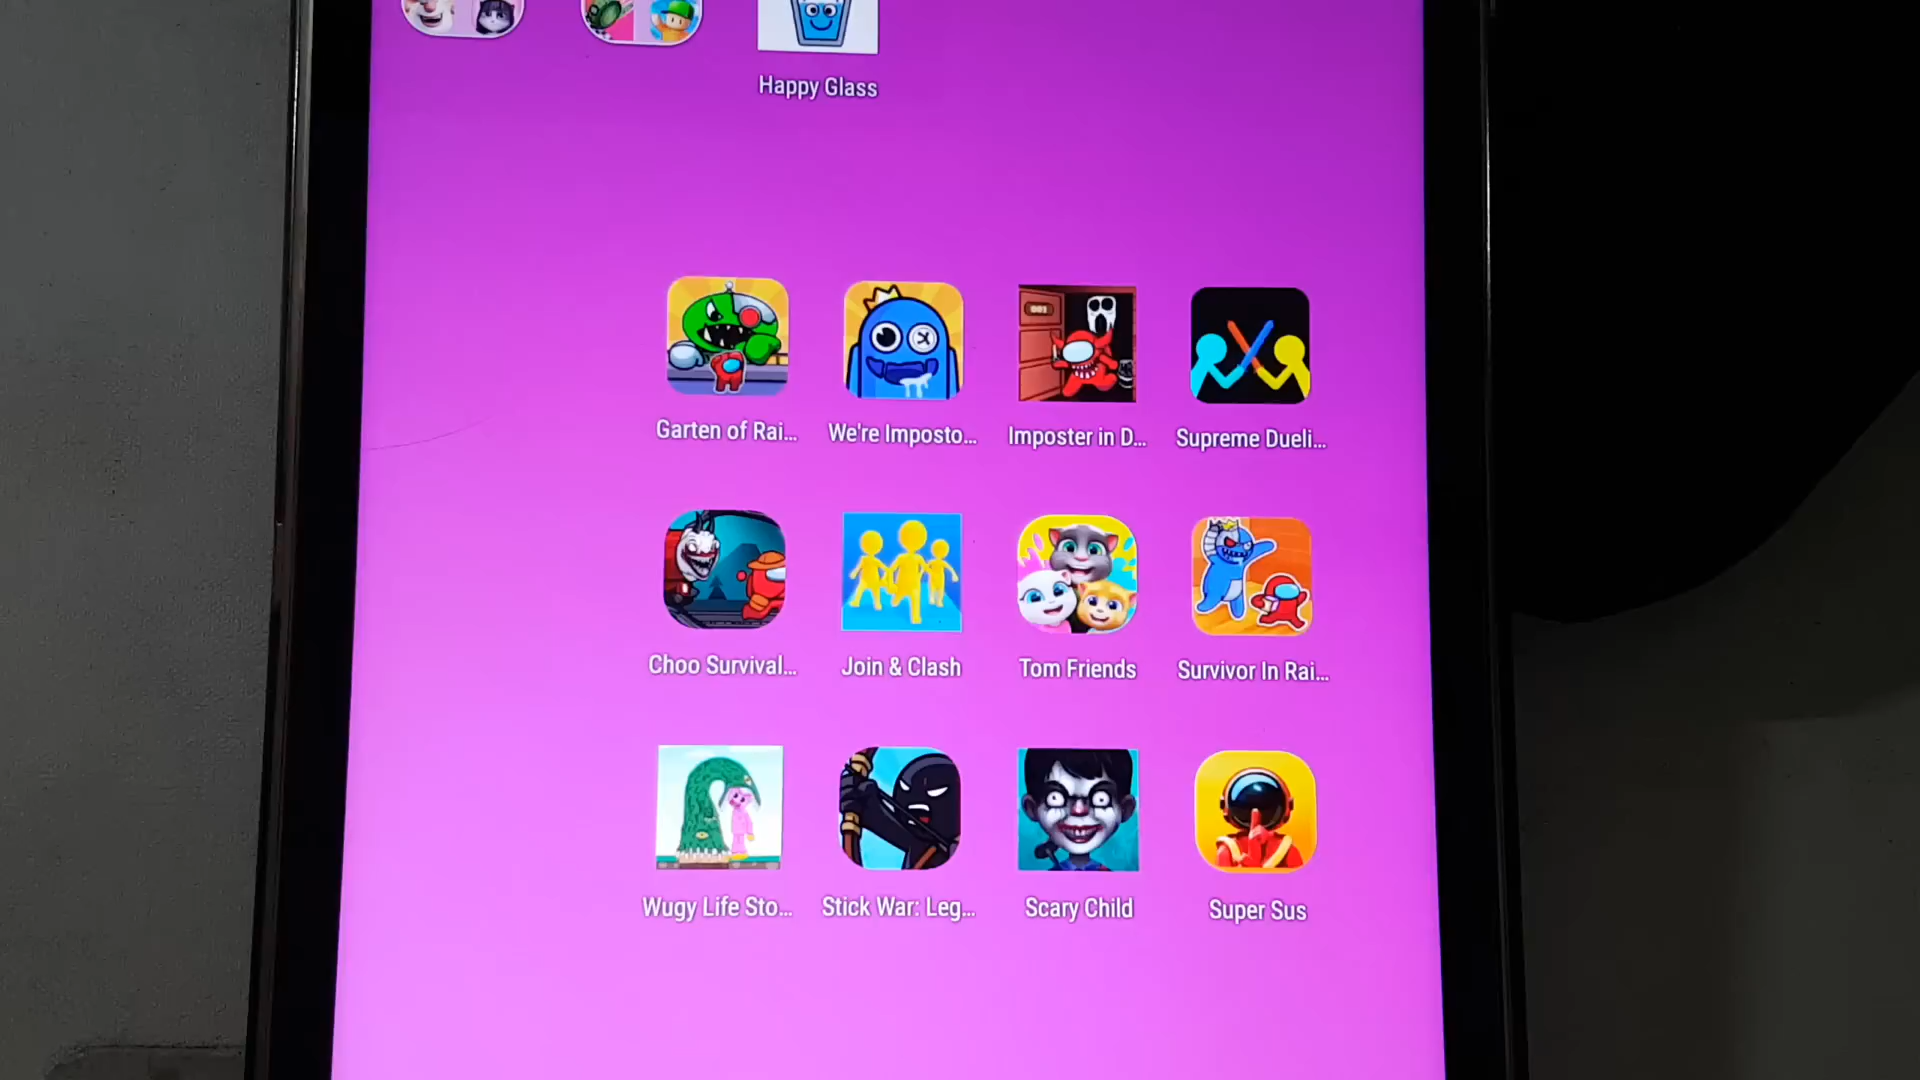 Happy Glass
Garten of Rai...
We're Imposto...
Imposter in D...
Supreme Dueli...
Choo Survival...
Join & Clash
Tom Friends
Survivor In Rai...
Wugy Life Sto...
Stick War: Leg...
Scary Child
Super Sus